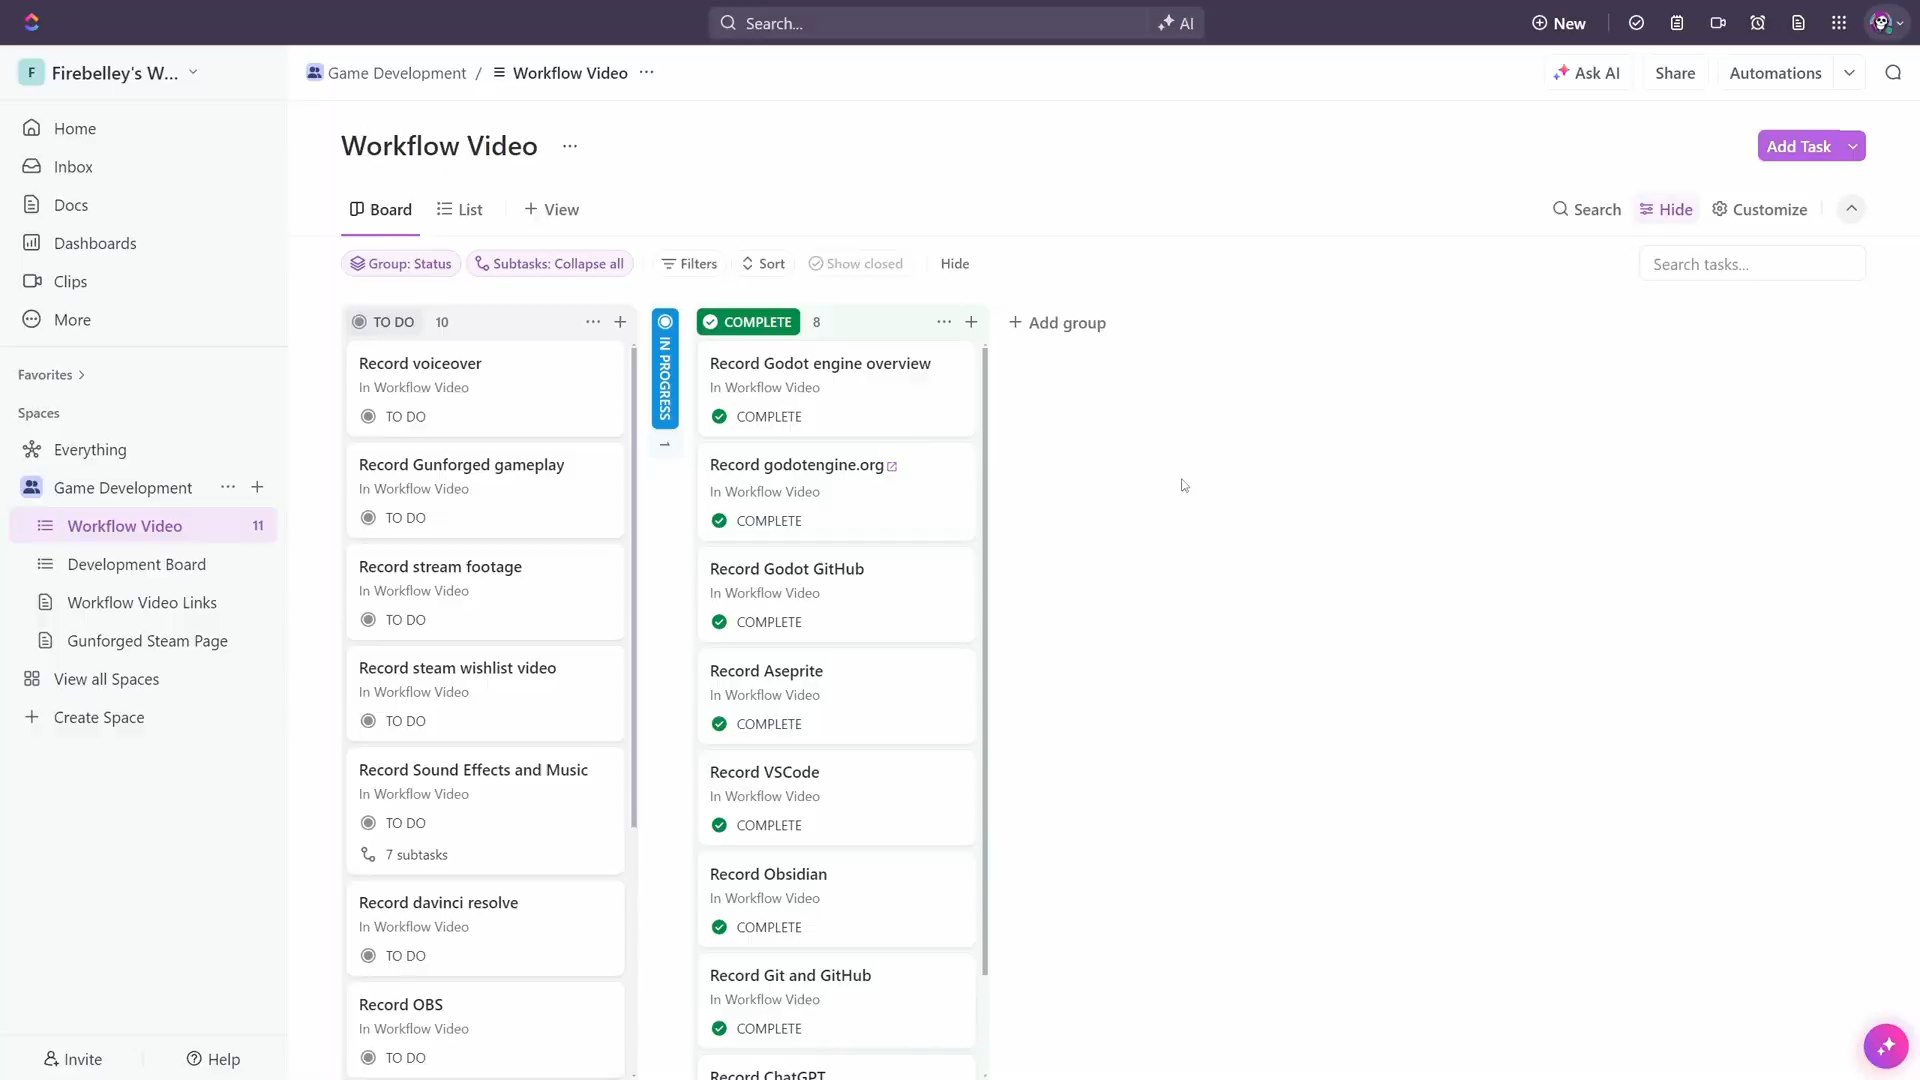 Search...
AI
New
F
Firebelley's W...
Game Development / Workflow Video ...
Ask AI
Share
Automations
Home
Inbox
Docs
Dashboards
Clips
More
Favorites
Spaces
Everything
Game Development ... +
Workflow Video 11
Development Board
Workflow Video Links
Gunforged Steam Page
View all Spaces
+ Create Space
Invite
Help
Workflow Video ...
Add Task
Board
List
+ View
Search
Hide
Customize
Group: Status
Subtasks: Collapse all
Filters
Sort
Show closed
Hide
Search tasks...
TO DO 10 ... +
Record voiceover
In Workflow Video
TO DO
Record Gunforged gameplay
In Workflow Video
TO DO
Record stream footage
In Workflow Video
TO DO
Record steam wishlist video
In Workflow Video
TO DO
Record Sound Effects and Music
In Workflow Video
TO DO
7 subtasks
Record davinci resolve
In Workflow Video
TO DO
Record OBS
In Workflow Video
TO DO
IN PROGRESS
1
COMPLETE 8 ... +
Record Godot engine overview
In Workflow Video
COMPLETE
Record godotengine.org
In Workflow Video
COMPLETE
Record Godot GitHub
In Workflow Video
COMPLETE
Record Aseprite
In Workflow Video
COMPLETE
Record VSCode
In Workflow Video
COMPLETE
Record Obsidian
In Workflow Video
COMPLETE
Record Git and GitHub
In Workflow Video
COMPLETE
Record ChatGPT
+ Add group